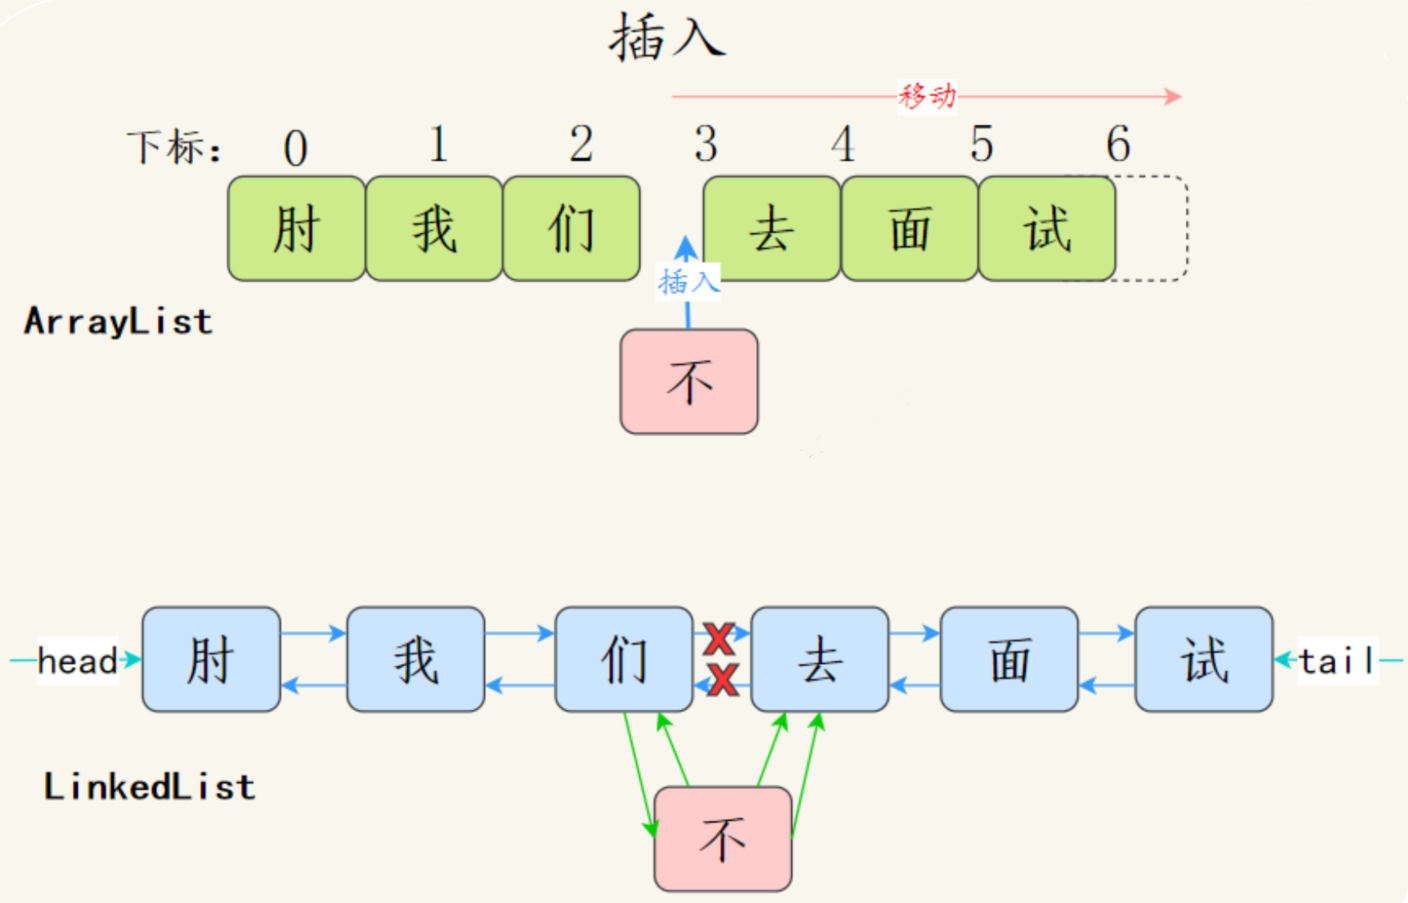 插入
移动
下标: 0 1 2 3 4 5 6
肘 我 们 去 面 试
插入
ArrayList
不
head 肘 我 们 X 去 面 试 tail
X
LinkedList
不